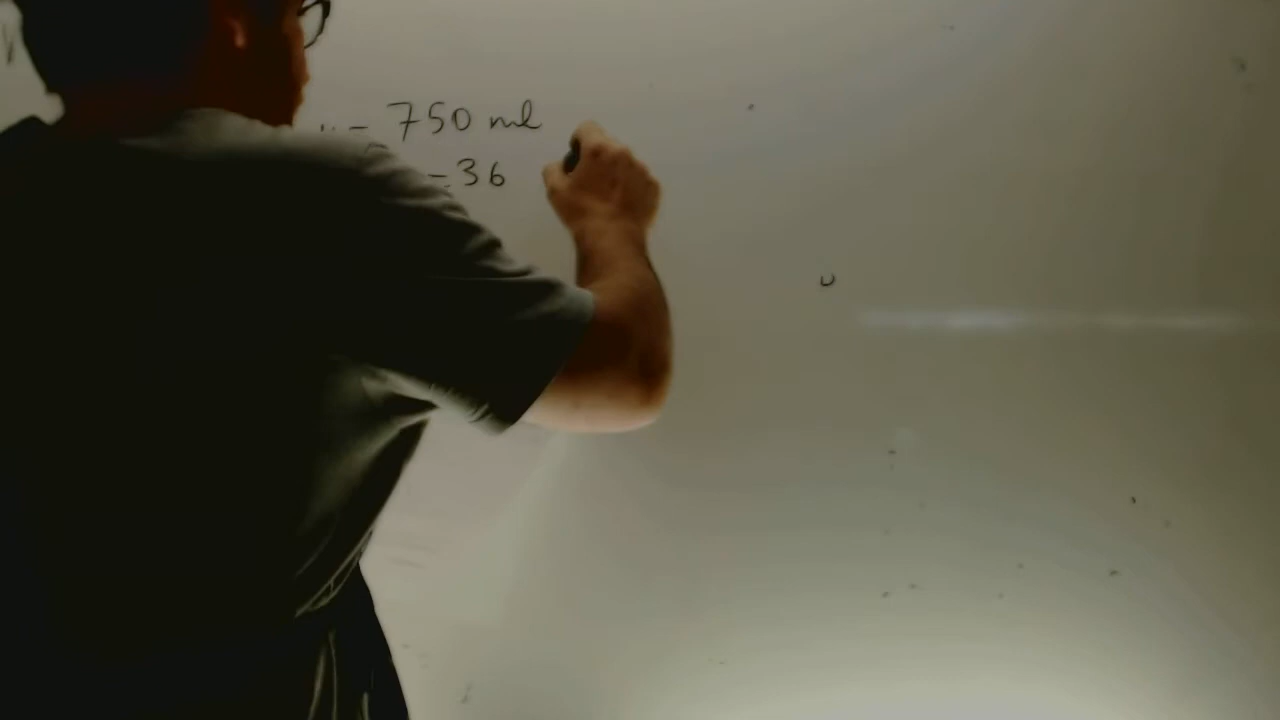 = 750 ml
= 36